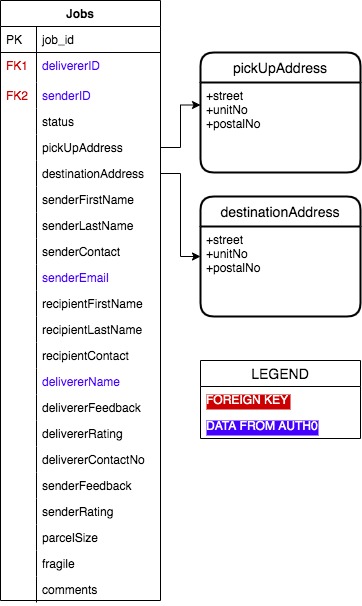 Jobs
PK job_id
FK1 delivererID
FK2 senderID
status
pickUpAddress
destinationAddress
senderFirstName
senderLastName
senderContact
senderEmail
recipientFirstName
recipientLastName
recipientContact
delivererName
delivererFeedback
delivererRating
delivererContactNo
senderFeedback
senderRating
parcelSize
fragile
comments
pickUpAddress
+street
+unitNo
+postalNo
destinationAddress
+street
+unitNo
+postalNo
LEGEND
FOREIGN KEY
DATA FROM AUTH0